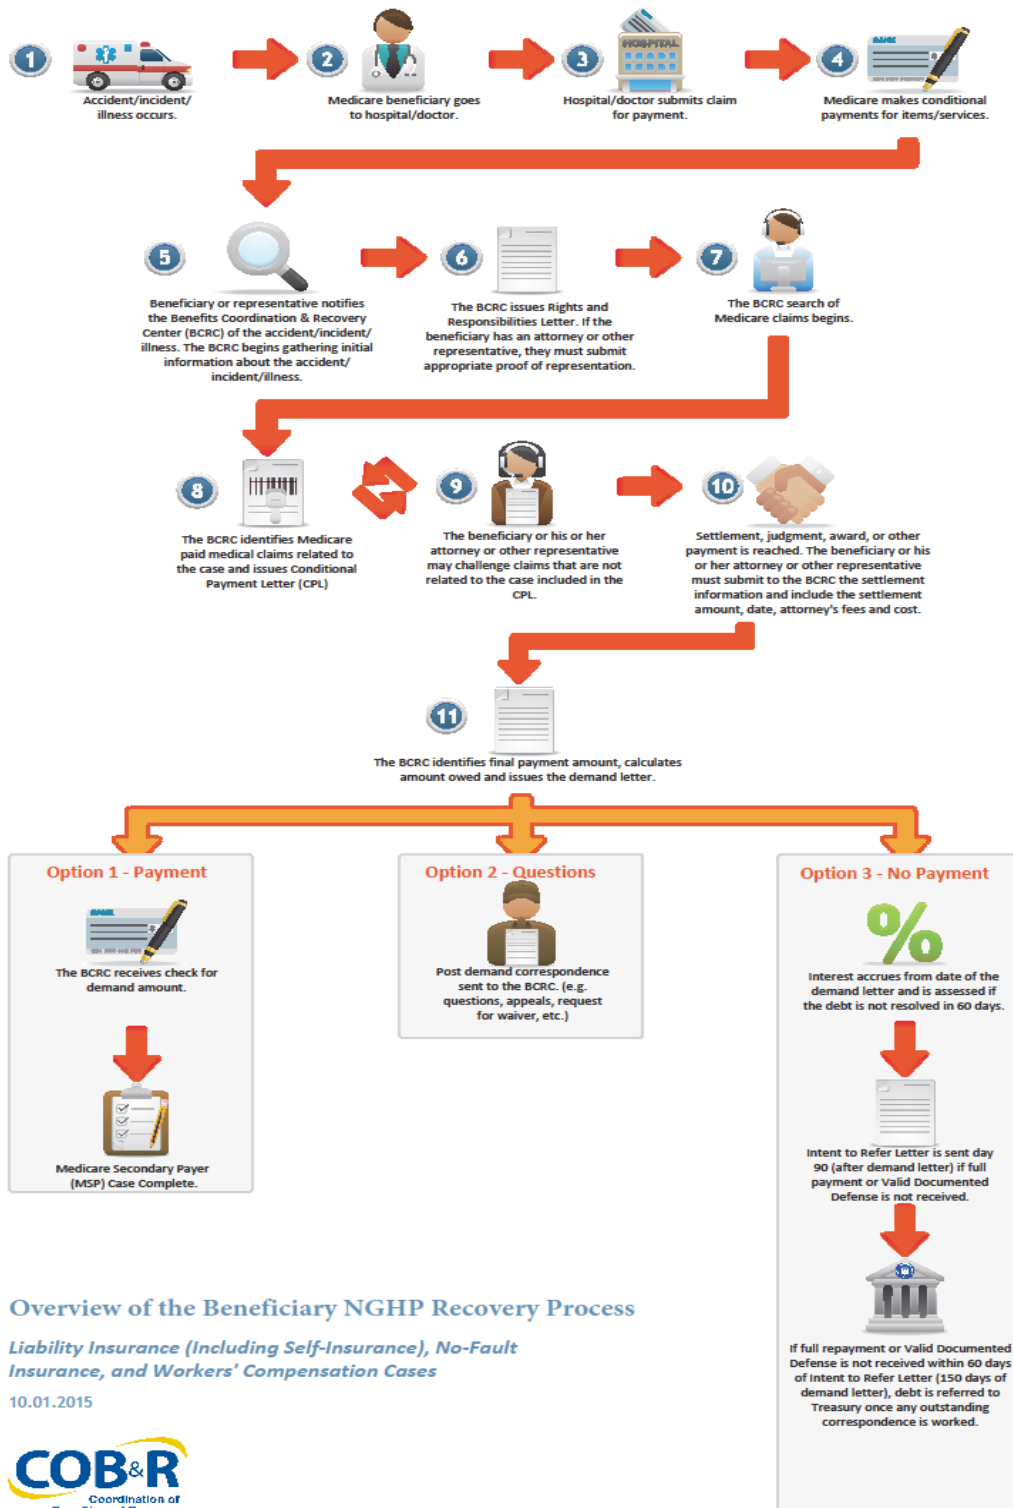 1
Accident/incident/
illness occurs.
2
Medicare beneficiary goes
to hospital/doctor.
3
HOSPITAL
Hospital/doctor submits claim
for payment.
4
BANK
Medicare makes conditional
payments for items/services.
5
Beneficiary or representative notifies
the Benefits Coordination & Recovery
Center (BCRC) of the accident/incident/
illness. The BCRC begins gathering initial
information about the accident/
incident/illness.
6
The BCRC issues Rights and
Responsibilities Letter. If the
beneficiary has an attorney or other
representative, they must submit
appropriate proof of representation.
7
The BCRC search of
Medicare claims begins.
8
The BCRC identifies Medicare
paid medical claims related to
the case and issues Conditional
Payment Letter (CPL)
9
The beneficiary or his or her
attorney or other representative
may challenge claims that are not
related to the case included in the
CPL.
10
Settlement, judgment, award, or other
payment is reached. The beneficiary or his
or her attorney or other representative
must submit to the BCRC the settlement
information and include the settlement
amount, date, attorney's fees and cost.
11
The BCRC identifies final payment amount, calculates
amount owed and issues the demand letter.
Option 1 - Payment
BANK
The BCRC receives check for
demand amount.
Medicare Secondary Payer
(MSP) Case Complete.
Option 2 - Questions
Post demand correspondence
sent to the BCRC. (e.g.
questions, appeals, request
for waiver, etc.)
Option 3 - No Payment
%
Interest accrues from date of the
demand letter and is assessed if
the debt is not resolved in 60 days.
Intent to Refer Letter is sent day
90 (after demand letter) if full
payment or Valid Documented
Defense is not received.
If full repayment or Valid Documented
Defense is not received within 60 days
of Intent to Refer Letter (150 days of
demand letter), debt is referred to
Treasury once any outstanding
correspondence is worked.
Overview of the Beneficiary NGHP Recovery Process
Liability Insurance (Including Self-Insurance), No-Fault
Insurance, and Workers' Compensation Cases
10.01.2015
COB&R
Coordination of